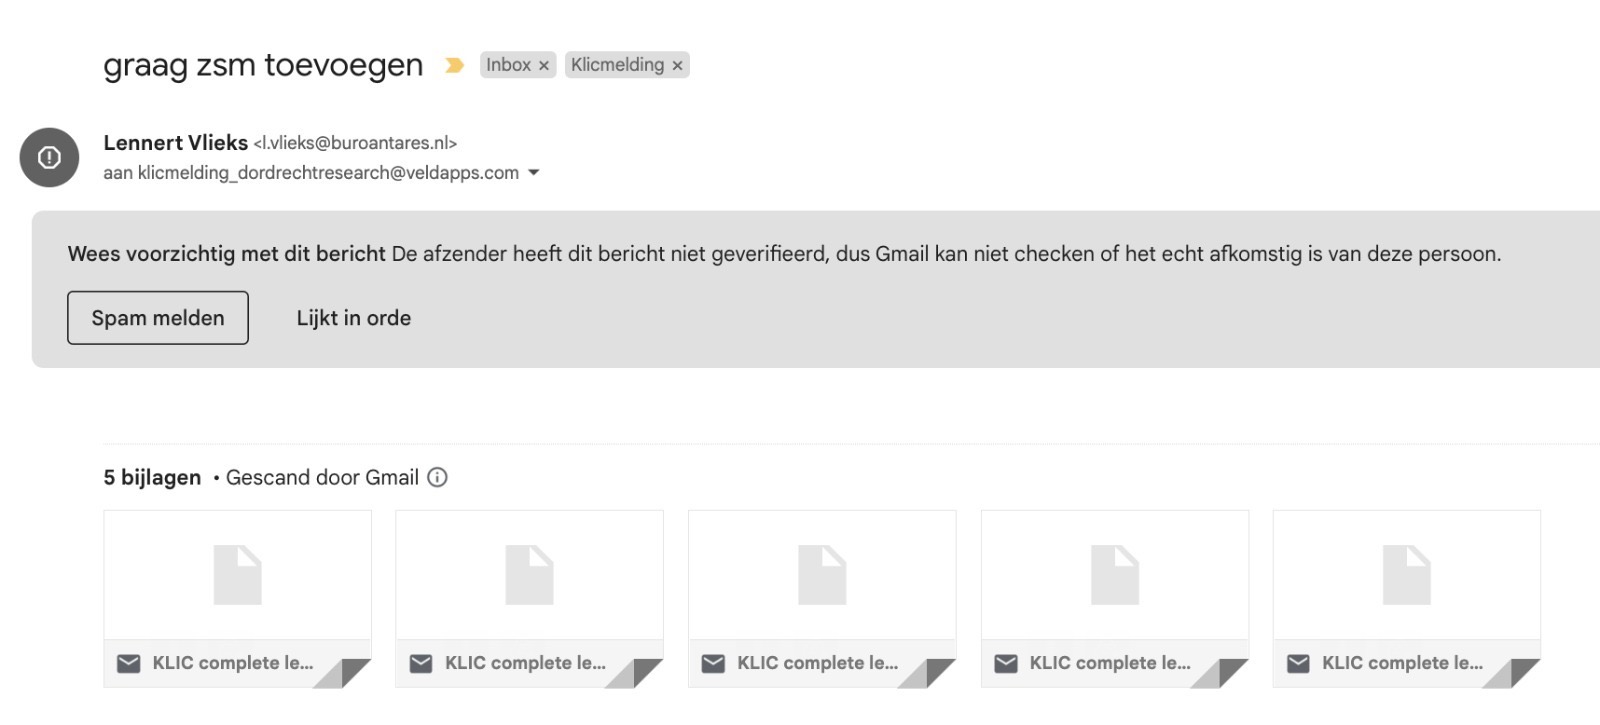 graag zsm toevoegen Inbox × Klicmelding ×
Lennert Vlieks <l.vlieks@buroantares.nl>
aan klicmelding_dordrechtresearch@veldapps.com
Wees voorzichtig met dit bericht De afzender heeft dit bericht niet geverifieerd, dus Gmail kan niet checken of het echt afkomstig is van deze persoon.
Spam melden Lijkt in orde
5 bijlagen • Gescand door Gmail
KLIC complete le... KLIC complete le... KLIC complete le... KLIC complete le... KLIC complete le...